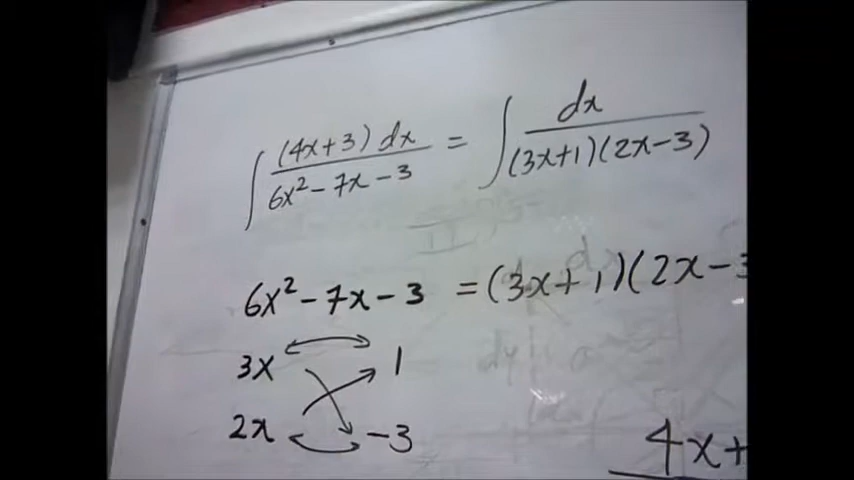 ∫ (4x+3) dx / 6x² - 7x - 3 = ∫ dx / (3x+1)(2x-3)
6x² - 7x - 3 = (3x+1)(2x-3
3x 1
2x -3
4x+